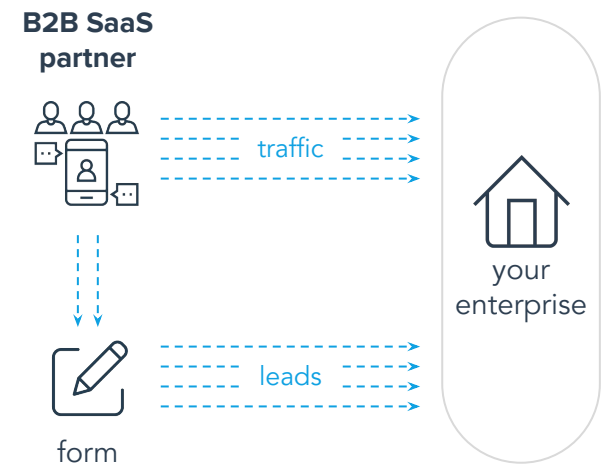 B2B SaaS
partner
traffic
your
enterprise
leads
form